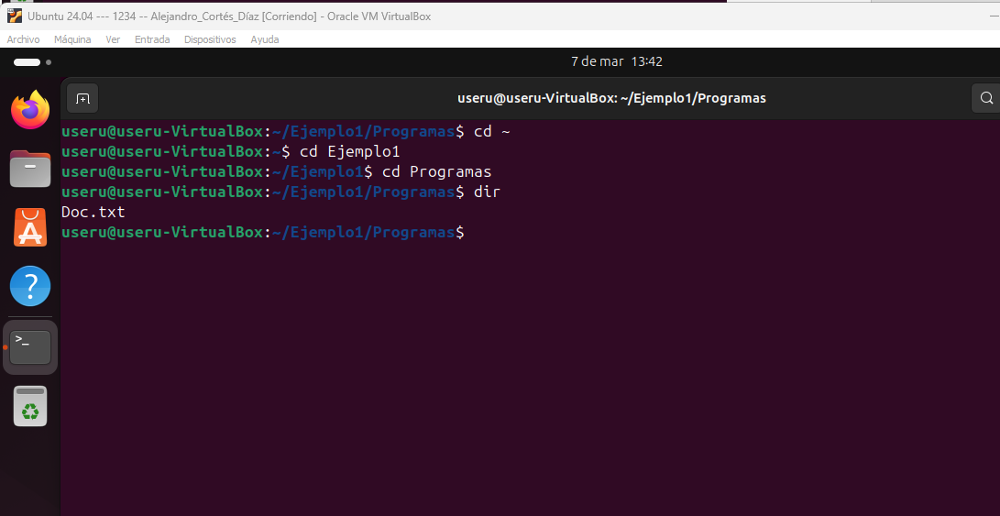 Ubuntu 24.04 --- 1234 -- Alejandro_Cortés_Díaz [Corriendo] - Oracle VM VirtualBox
Archivo Máquina Ver Entrada Dispositivos Ayuda
7 de mar 13:42
useru@useru-VirtualBox: ~/Ejemplo1/Programas
useru@useru-VirtualBox:~/Ejemplo1/Programas$ cd ~
useru@useru-VirtualBox:~$ cd Ejemplo1
useru@useru-VirtualBox:~/Ejemplo1$ cd Programas
useru@useru-VirtualBox:~/Ejemplo1/Programas$ dir
Doc.txt
useru@useru-VirtualBox:~/Ejemplo1/Programas$
?
>_